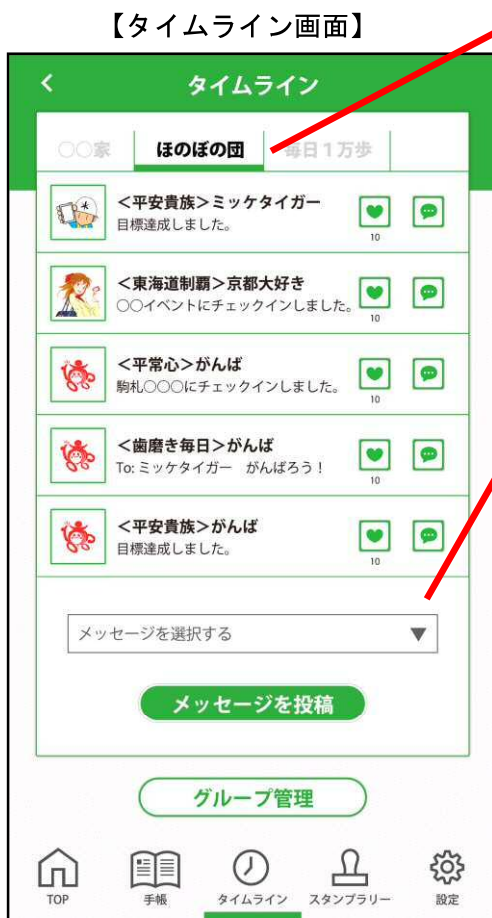 【タイムライン画面】
タイムライン
〇〇家 ほのぼの団 毎日1万歩
<平安貴族>ミッケタイガー
目標達成しました。
10
<東海道制覇>京都大好き
〇〇イベントにチェックインしました。
10
<平常心>がんば
駒札〇〇〇にチェックインしました。
10
<歯磨き毎日>がんば
To:ミッケタイガー がんばろう!
10
<平安貴族>がんば
目標達成しました。
10
メッセージを選択する ▼
メッセージを投稿
グループ管理
TOP 手帳 タイムライン スタンプラリー 設定